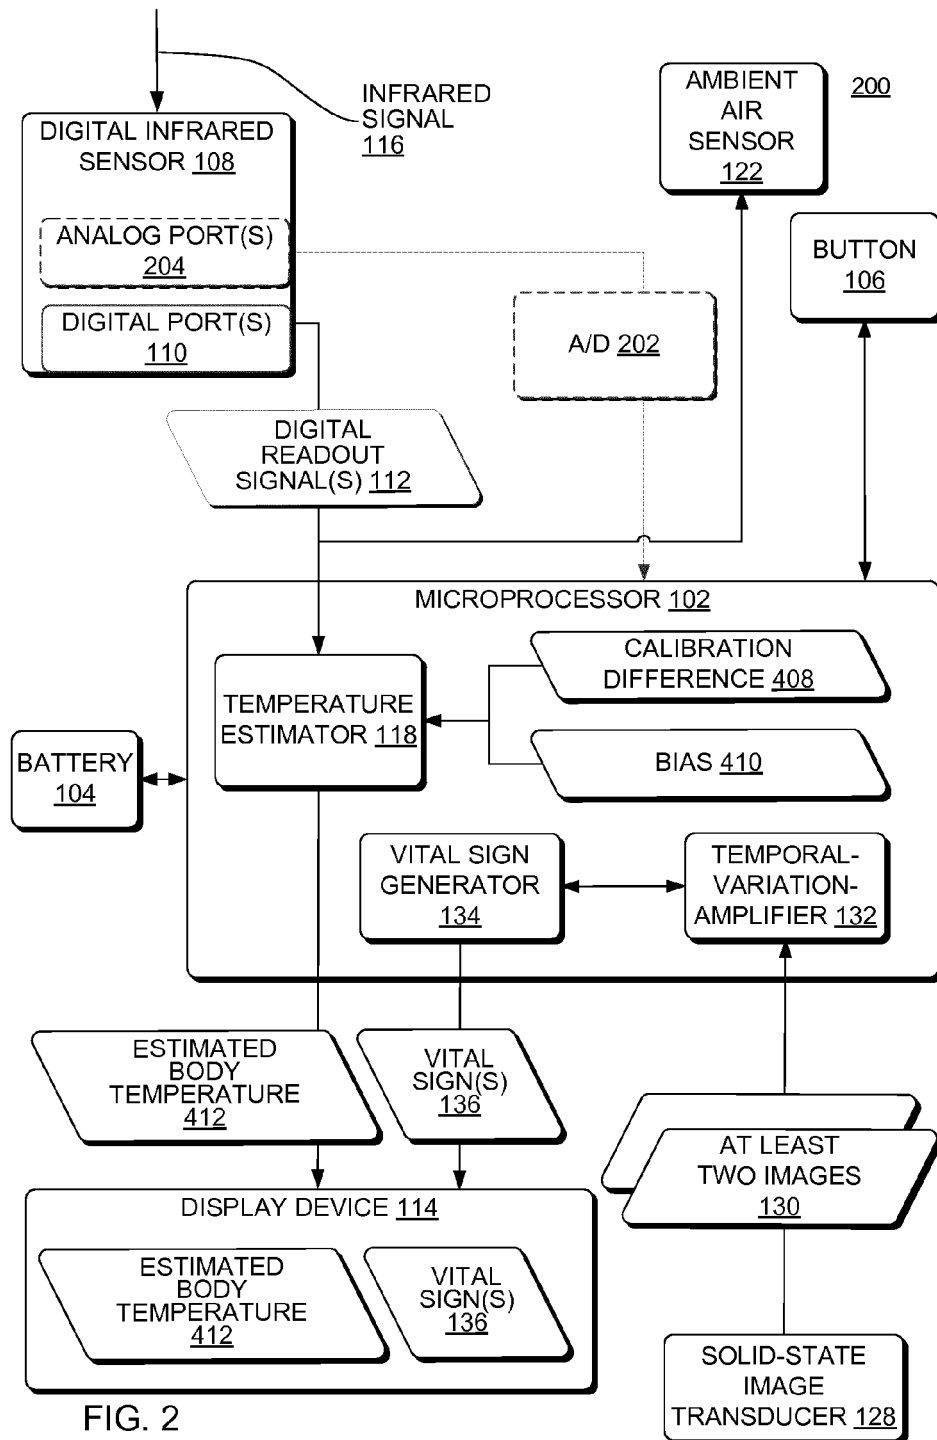 INFRARED
SIGNAL
116
AMBIENT
AIR
SENSOR
122
200
DIGITAL INFRARED
SENSOR 108
ANALOG PORT(S)
204
DIGITAL PORT(S)
110
BUTTON
106
A/D 202
DIGITAL
READOUT
SIGNAL(S) 112
MICROPROCESSOR 102
CALIBRATION
DIFFERENCE 408
TEMPERATURE
ESTIMATOR 118
BIAS 410
BATTERY
104
VITAL SIGN
GENERATOR
134
TEMPORAL-
VARIATION-
AMPLIFIER 132
ESTIMATED
BODY
TEMPERATURE
412
VITAL
SIGN(S)
136
AT LEAST
TWO IMAGES
130
DISPLAY DEVICE 114
ESTIMATED
BODY
TEMPERATURE
412
VITAL
SIGN(S)
136
SOLID-STATE
IMAGE
TRANSDUCER 128
FIG. 2